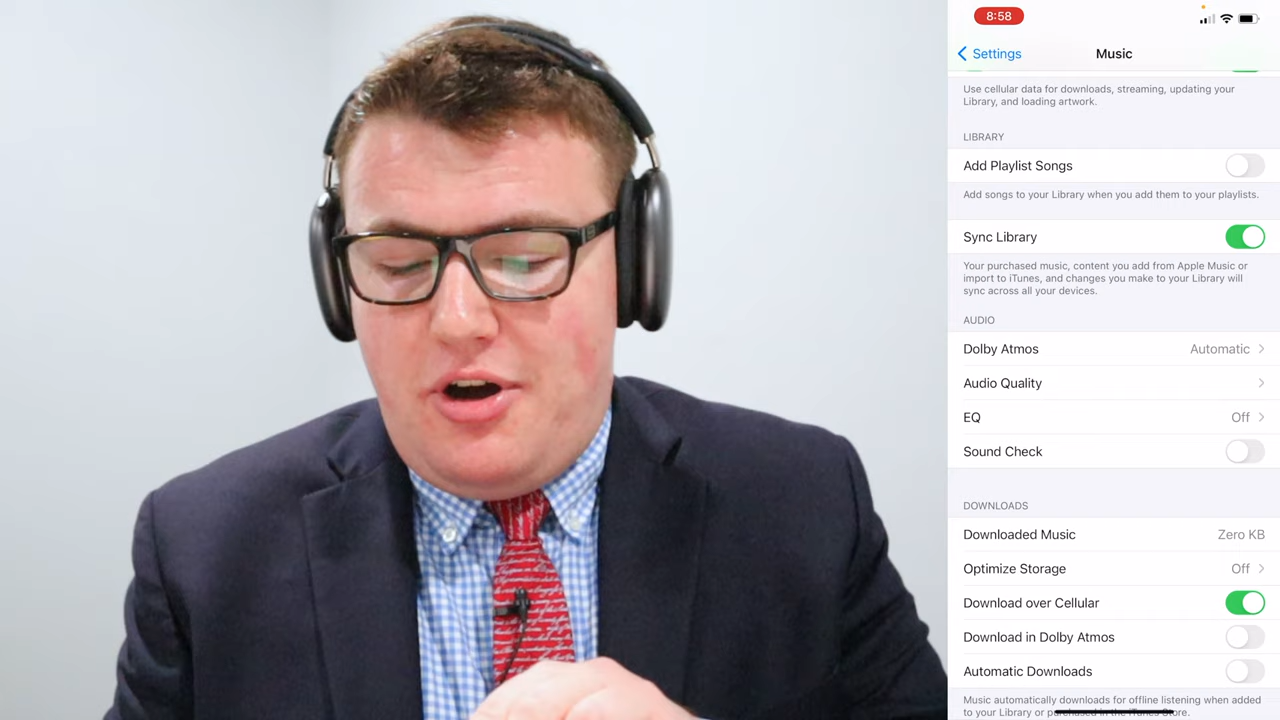 8:58
Settings
Music
Use cellular data for downloads, streaming, updating your
Library, and loading artwork.
LIBRARY
Add Playlist Songs
Add songs to your Library when you add them to your playlists.
Sync Library
Your purchased music, content you add from Apple Music or
import to iTunes, and changes you make to your Library will
sync across all your devices.
AUDIO
Dolby Atmos Automatic
Audio Quality
EQ Off
Sound Check
DOWNLOADS
Downloaded Music Zero KB
Optimize Storage Off
Download over Cellular
Download in Dolby Atmos
Automatic Downloads
Music automatically downloads for offline listening when added
to your Library or purchased in the iTunes Store.